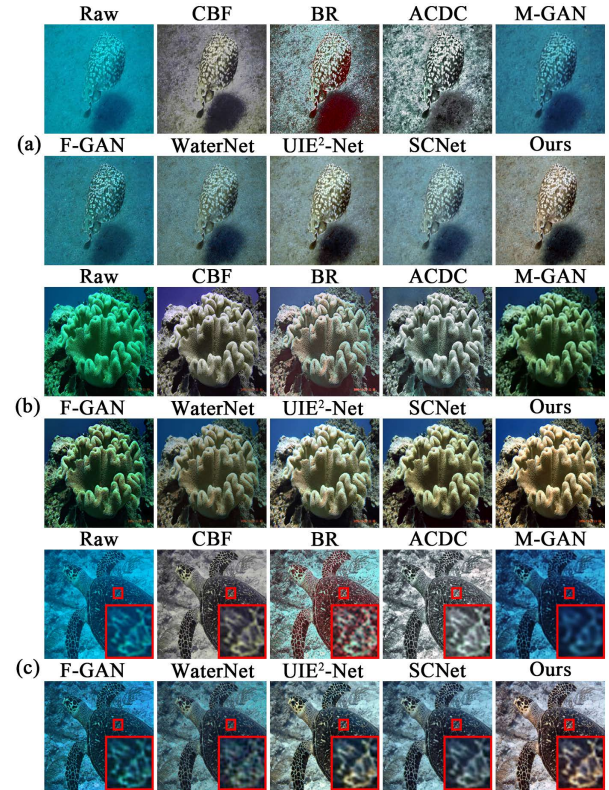 Raw CBF BR ACDC M-GAN
(a)
F-GAN WaterNet UIE²-Net SCNet Ours
Raw CBF BR ACDC M-GAN
(b)
F-GAN WaterNet UIE²-Net SCNet Ours
Raw CBF BR ACDC M-GAN
(c)
F-GAN WaterNet UIE²-Net SCNet Ours